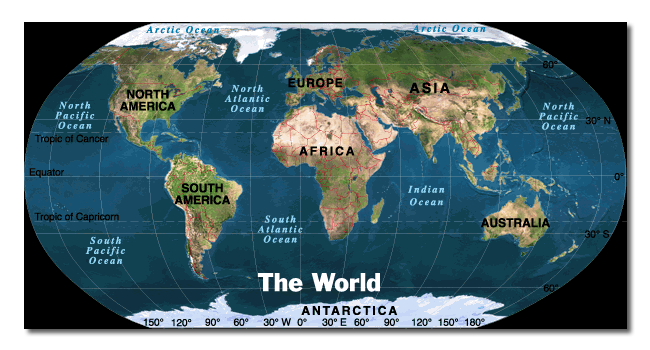 Arctic Ocean
Arctic Ocean
60°
EUROPE
ASIA
NORTH
AMERICA
North
Atlantic
Ocean
North
Pacific
Ocean
North
Pacific
Ocean
30° N
Tropic of Cancer
AFRICA
Equator
0°
SOUTH
AMERICA
Indian
Ocean
Tropic of Capricorn
South
Atlantic
Ocean
AUSTRALIA
30° S
South
Pacific
Ocean
The World
60°
ANTARCTICA
150° 120° 90° 60° 30° W 0° 30° E 60° 90° 120° 150° 180°